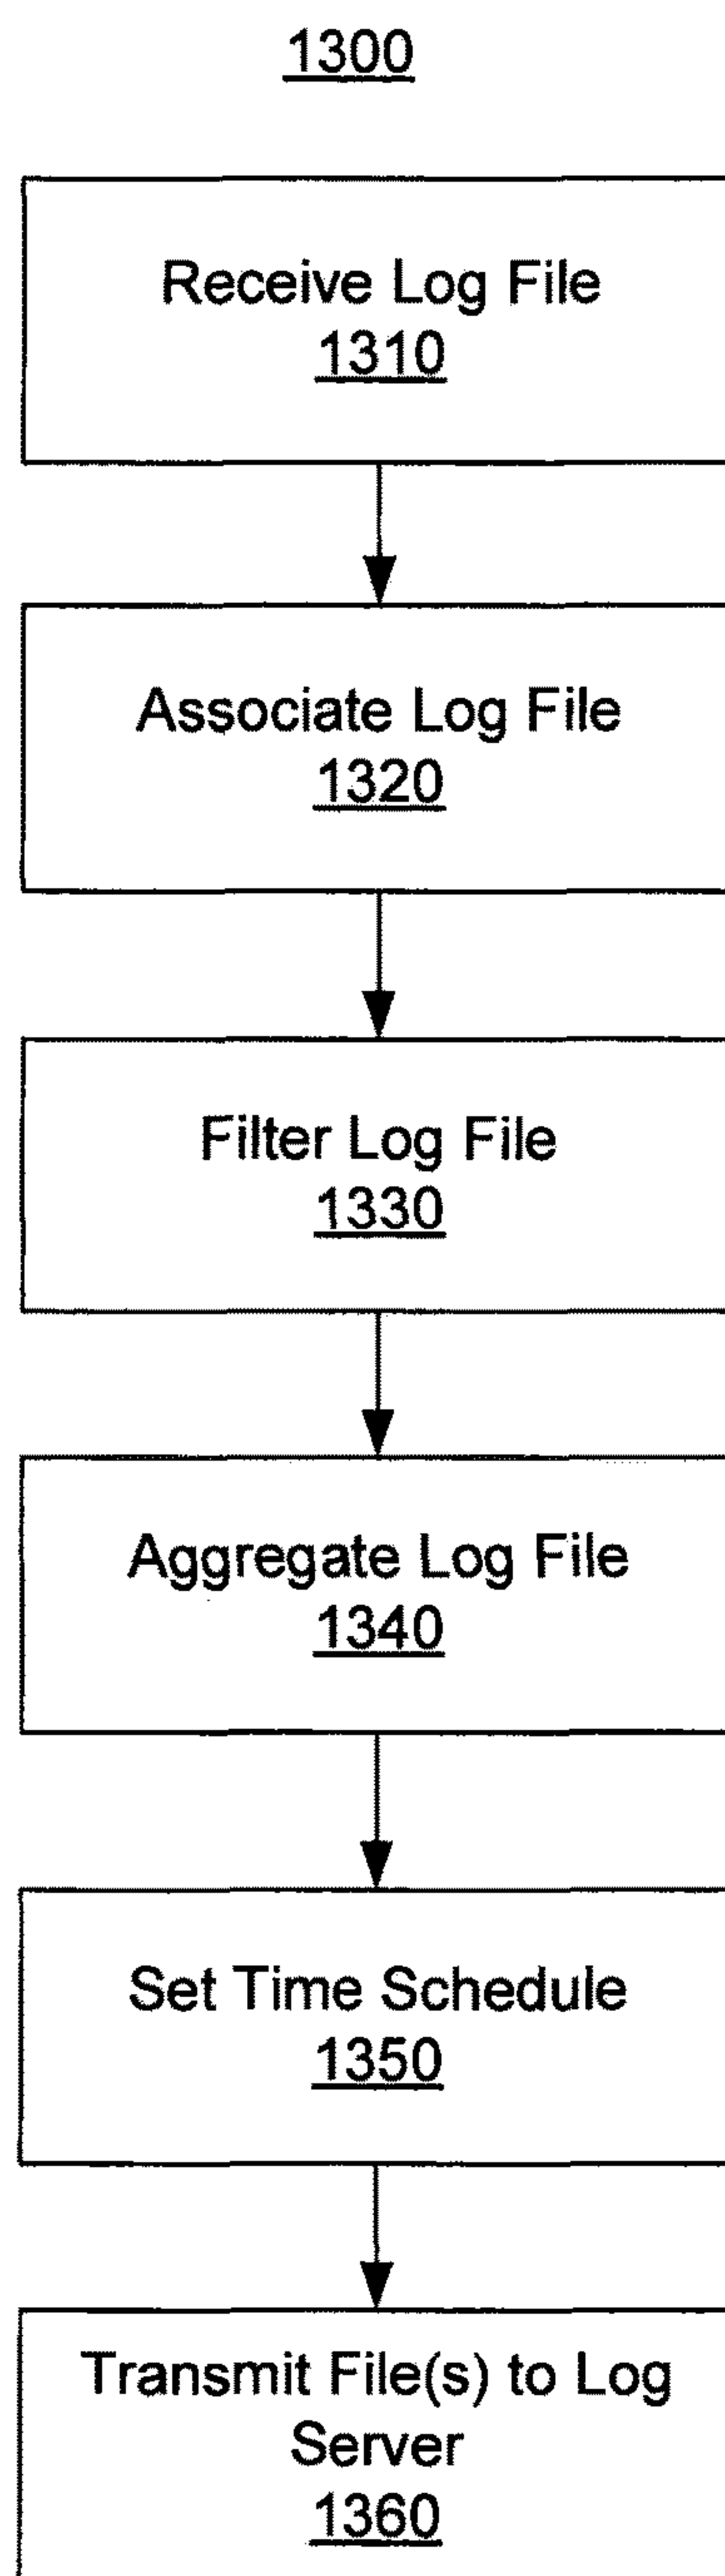 1300
Receive Log File
1310
Associate Log File
1320
Filter Log File
1330
Aggregate Log File
1340
Set Time Schedule
1350
Transmit File(s) to Log
Server
1360